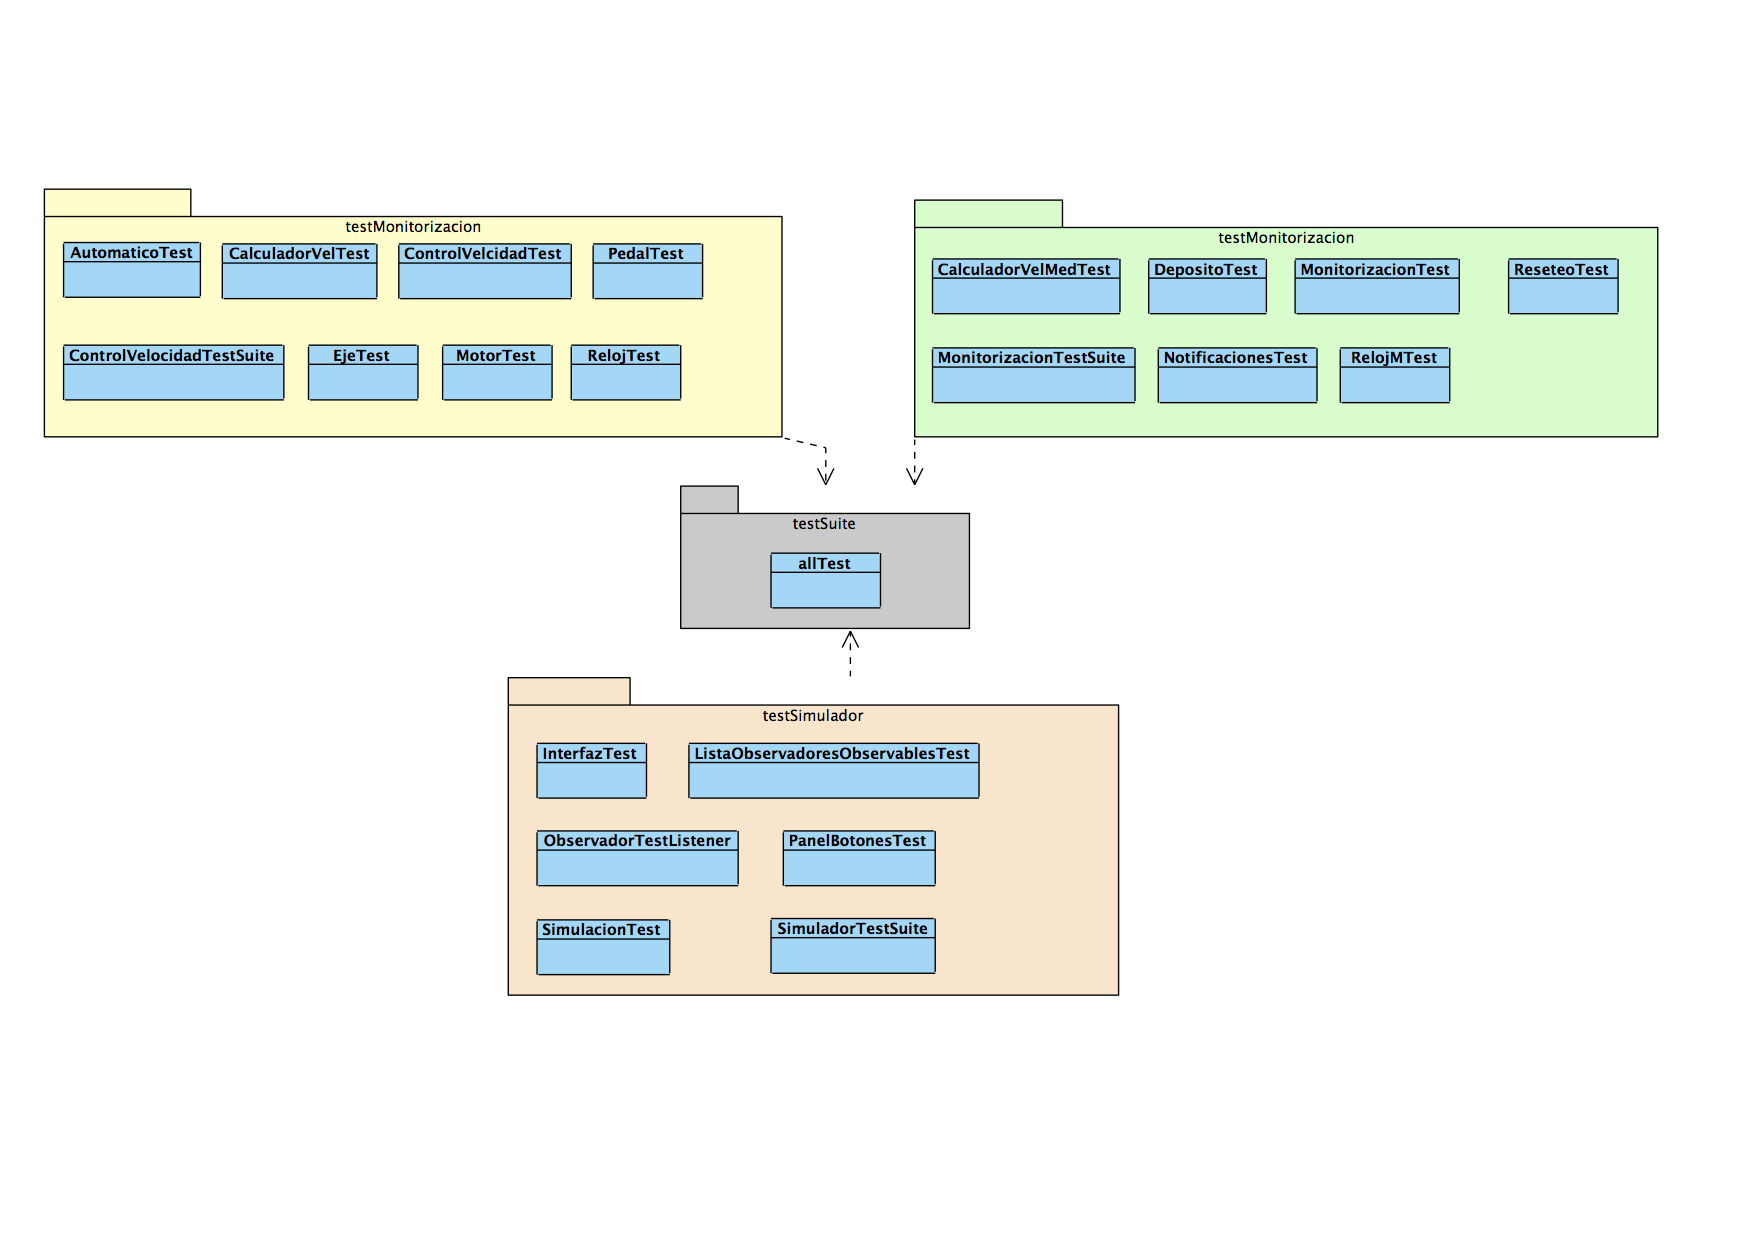 testMonitorizacion
AutomaticoTest
CalculadorVelTest
ControlVelcidadTest
PedalTest
ControlVelocidadTestSuite
EjeTest
MotorTest
RelojTest
testMonitorizacion
CalculadorVelMedTest
DepositoTest
MonitorizacionTest
ReseteoTest
MonitorizacionTestSuite
NotificacionesTest
RelojMTest
testSuite
allTest
testSimulador
InterfazTest
ListaObservadoresObservablesTest
ObservadorTestListener
PanelBotonesTest
SimulacionTest
SimuladorTestSuite